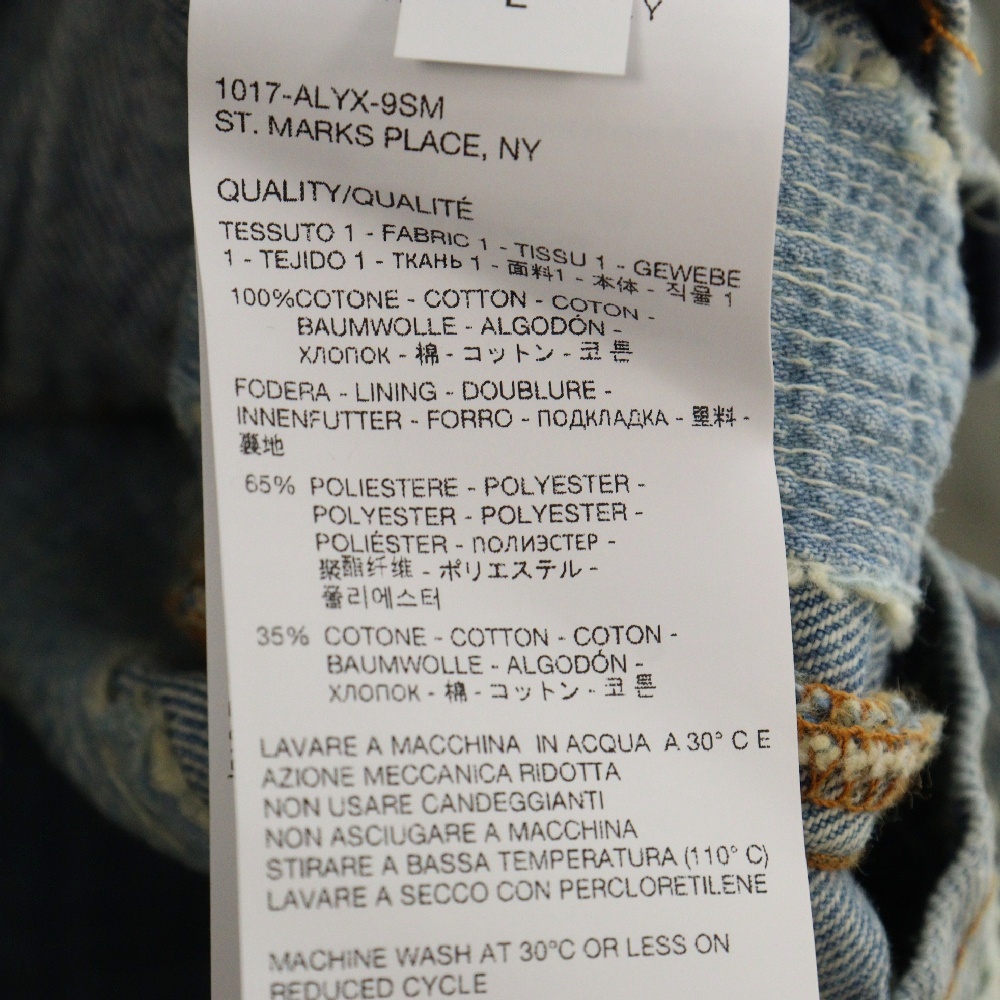 Y
1017-ALYX-9SM
ST. MARKS PLACE, NY
QUALITY/QUALITÉ
TESSUTO 1 - FABRIC 1 - TISSU 1 - GEWEBE
1 - TEJIDO 1 - ТКАНЬ 1 - 面料1 - 本体 - 직물 1
100%COTONE - COTTON - COTON -
BAUMWOLLE - ALGODÓN -
ХЛОПОК - 棉 - コットン - 코튼
FODERA - LINING - DOUBLURE -
INNENFUTTER - FORRO - ПОДКЛАДКА - 里料 -
裏地
65% POLIESTERE - POLYESTER -
POLYESTER - POLYESTER -
POLIÉSTER - ПОЛИЭСТЕР -
聚酯纤维 - ポリエステル -
폴리에스터
35% COTONE - COTTON - COTON -
BAUMWOLLE - ALGODÓN -
ХЛОПОК - 棉 - コットン - 코튼
LAVARE A MACCHINA IN ACQUA A 30° C E
AZIONE MECCANICA RIDOTTA
NON USARE CANDEGGIANTI
NON ASCIUGARE A MACCHINA
STIRARE A BASSA TEMPERATURA (110° C)
LAVARE A SECCO CON PERCLORETILENE
MACHINE WASH AT 30°C OR LESS ON
REDUCED CYCLE